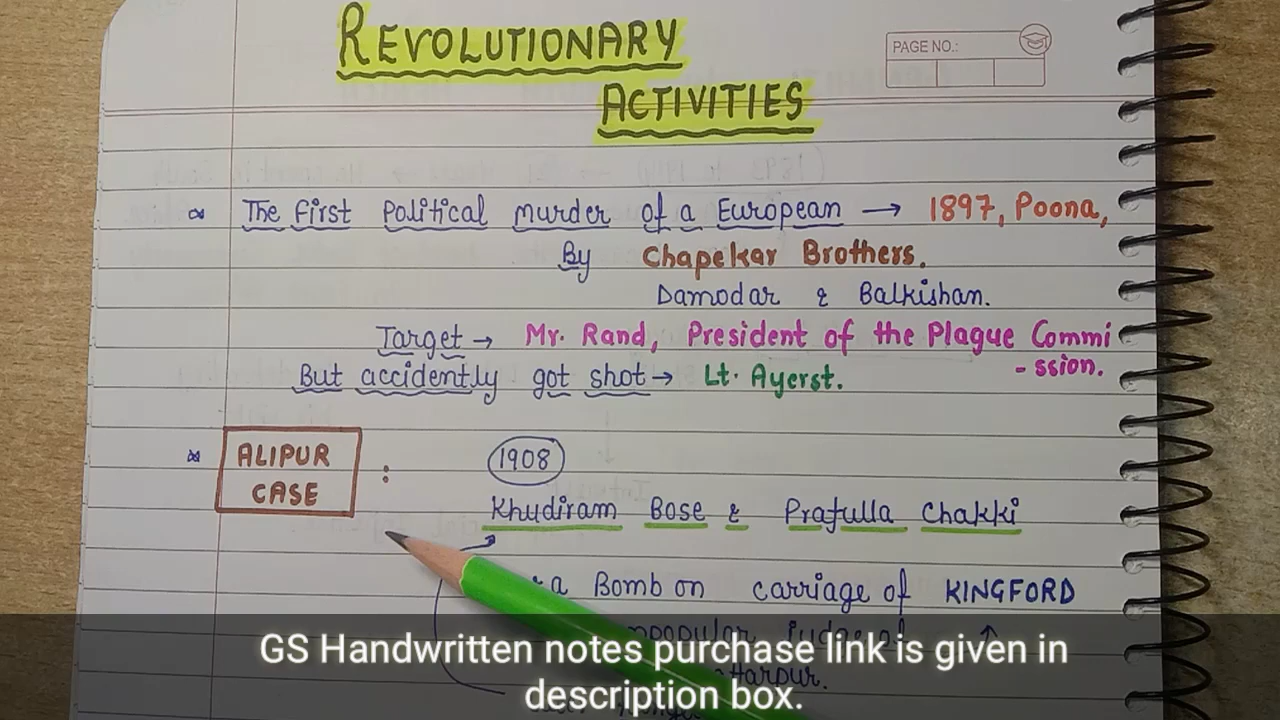 REVOLUTIONARY
PAGE NO.:
ACTIVITIES
The First Political murder of a European → 1897, Poona,
By Chapekar Brothers.
Damodar & Balkishan.
Target → Mr. Rand, President of the Plague Commi
- ssion.
But accidently got shot → Lt. Ayerst.
ALIPUR
CASE : 1908
Khudiram Bose & Prafulla Chakki
a Bomb on carriage of KINGFORD
judge of ↑
GS Handwritten notes purchase link is given in
description box.